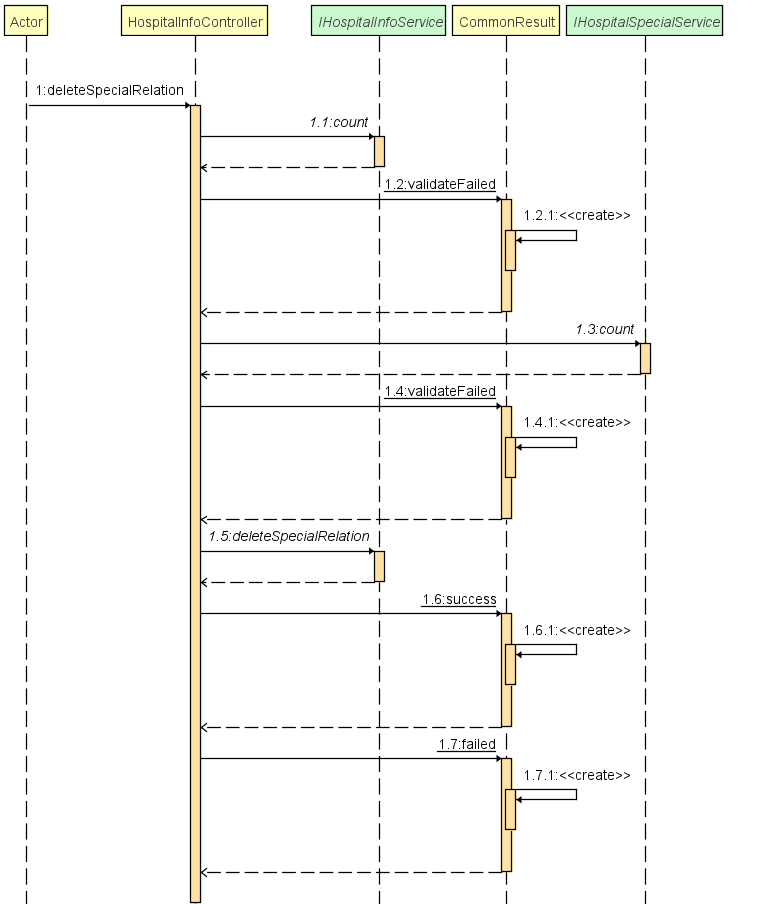 Actor
HospitalInfoController
IHospitalInfoService
CommonResult
IHospitalSpecialService
1:deleteSpecialRelation
1.1:count
1.2:validateFailed
1.2.1:<<create>>
1.3:count
1.4:validateFailed
1.4.1:<<create>>
1.5:deleteSpecialRelation
1.6:success
1.6.1:<<create>>
1.7:failed
1.7.1:<<create>>